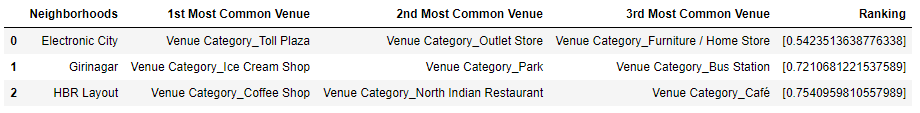 Neighborhoods 1st Most Common Venue 2nd Most Common Venue 3rd Most Common Venue Ranking
0 Electronic City Venue Category_Toll Plaza Venue Category_Outlet Store Venue Category_Furniture / Home Store [0.5423513638776338]
1 Girinagar Venue Category_Ice Cream Shop Venue Category_Park Venue Category_Bus Station [0.7210681221537589]
2 HBR Layout Venue Category_Coffee Shop Venue Category_North Indian Restaurant Venue Category_Café [0.7540959810557989]